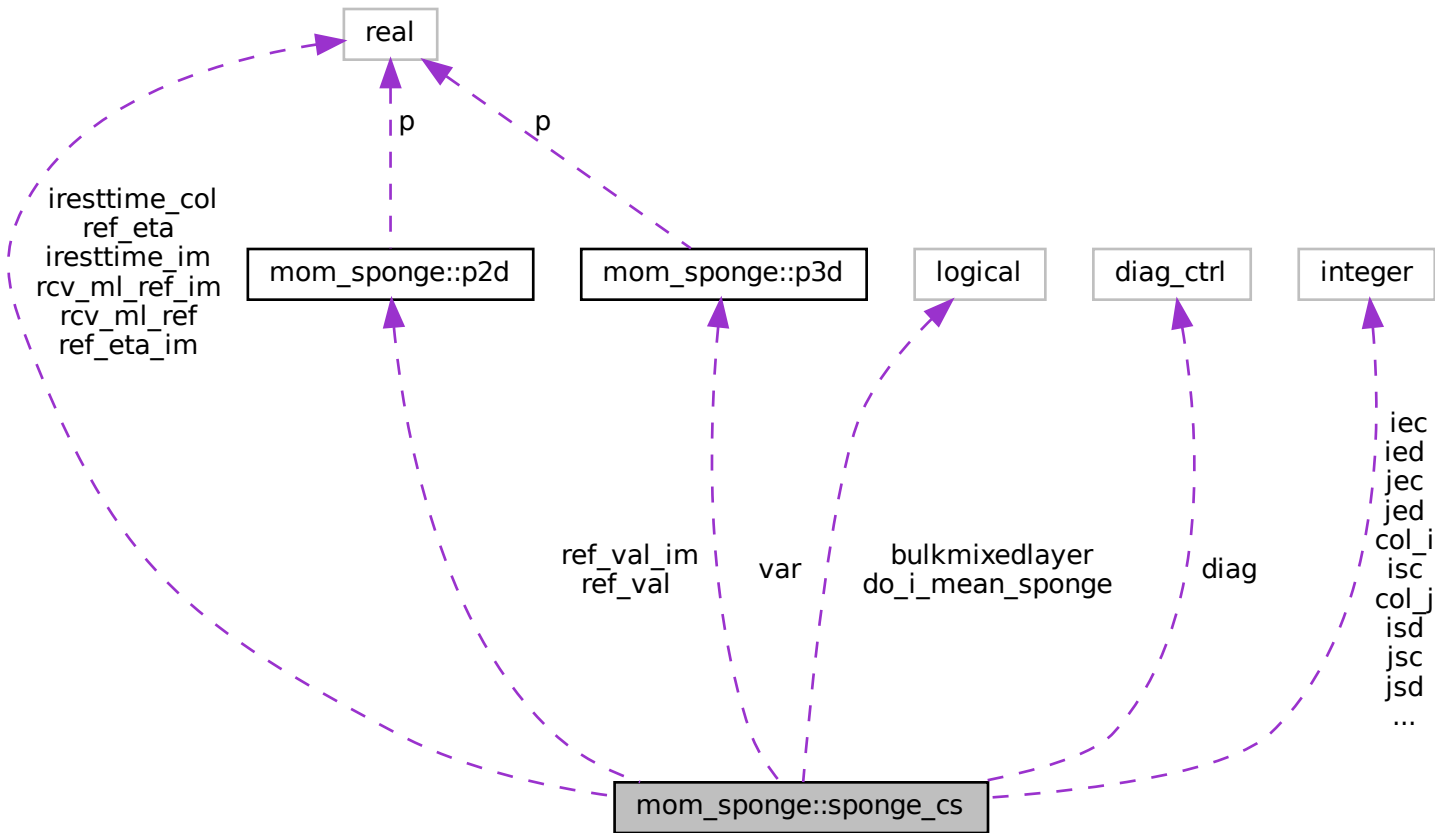 real
p
p
iresttime_col
ref_eta
iresttime_im
rcv_ml_ref_im
rcv_ml_ref
ref_eta_im
mom_sponge::p2d
mom_sponge::p3d
logical
diag_ctrl
integer
ref_val_im
ref_val
var
bulkmixedlayer
do_i_mean_sponge
diag
iec
ied
jec
jed
col_i
isc
col_j
isd
jsc
jsd
...
mom_sponge::sponge_cs